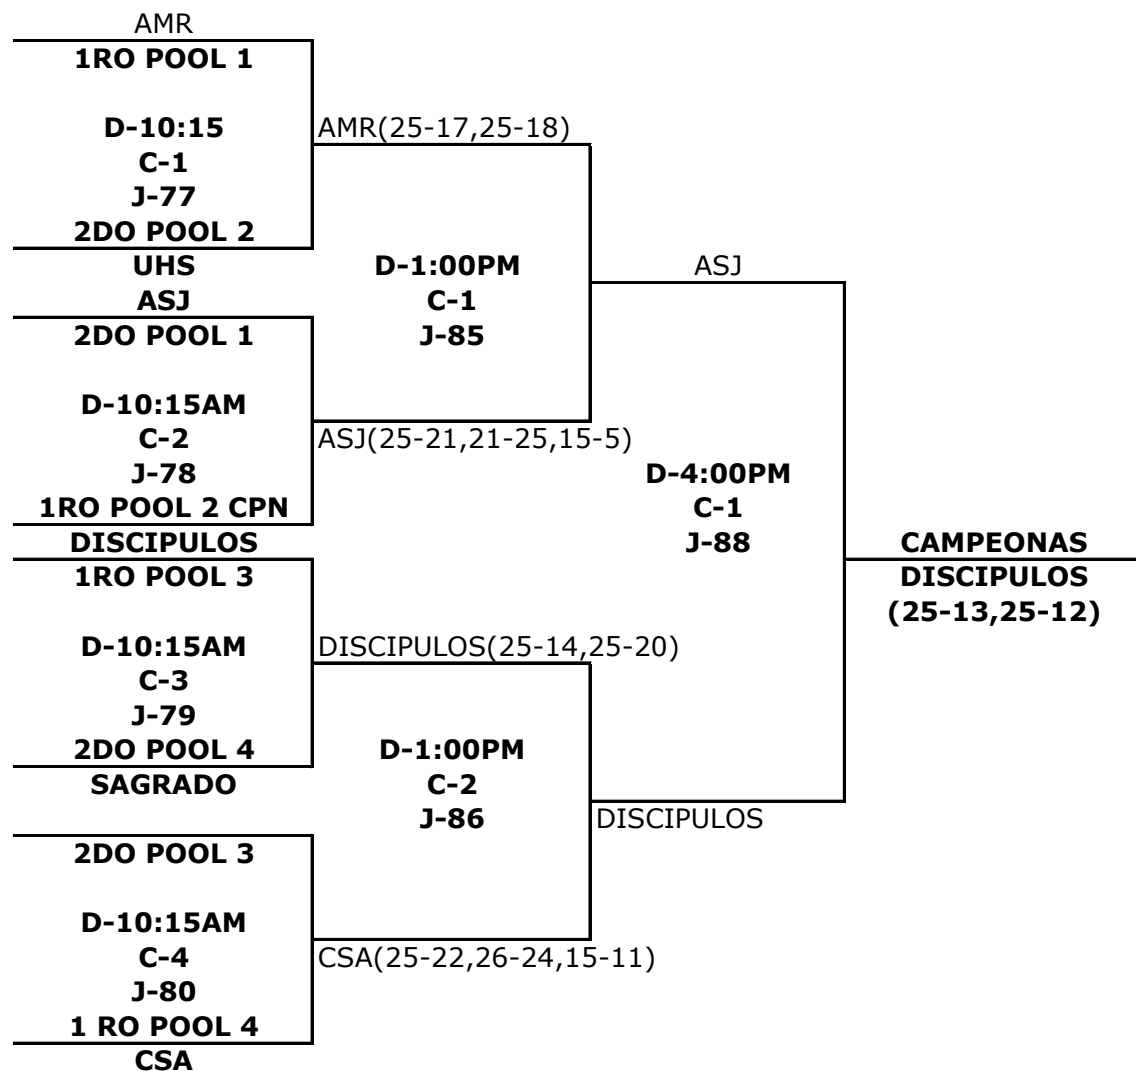 AMR
1RO POOL 1
D-10:15
C-1
J-77
2DO POOL 2
UHS
AMR(25-17,25-18)
ASJ
2DO POOL 1
D-10:15AM
C-2
J-78
1RO POOL 2 CPN
ASJ(25-21,21-25,15-5)
D-1:00PM
C-1
J-85
ASJ
DISCIPULOS
1RO POOL 3
D-10:15AM
C-3
J-79
2DO POOL 4
SAGRADO
DISCIPULOS(25-14,25-20)
2DO POOL 3
D-10:15AM
C-4
J-80
1 RO POOL 4
CSA
CSA(25-22,26-24,15-11)
D-1:00PM
C-2
J-86
DISCIPULOS
D-4:00PM
C-1
J-88
CAMPEONAS
DISCIPULOS
(25-13,25-12)